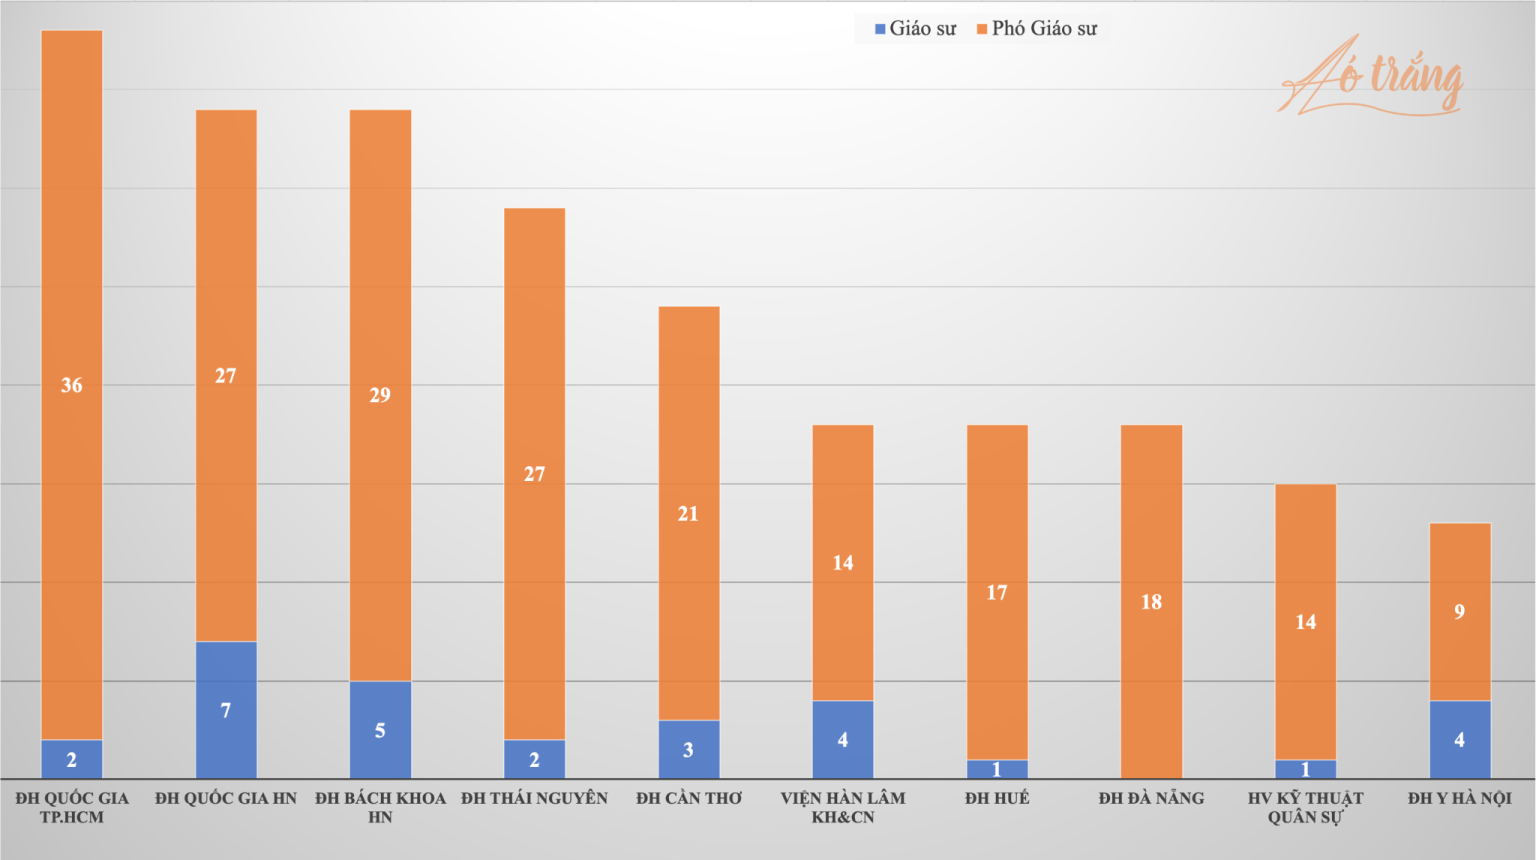 Giáo sư Phó Giáo sư
Áo trắng
36 27 29 27 21 14 17 18 14 9
2 7 5 2 3 4 1 1 4
ĐH QUỐC GIA TP.HCM
ĐH QUỐC GIA HN
ĐH BÁCH KHOA HN
ĐH THÁI NGUYÊN
ĐH CẦN THƠ
VIỆN HÀN LÂM KH&CN
ĐH HUẾ
ĐH ĐÀ NẴNG
HV KỸ THUẬT QUÂN SỰ
ĐH Y HÀ NỘI